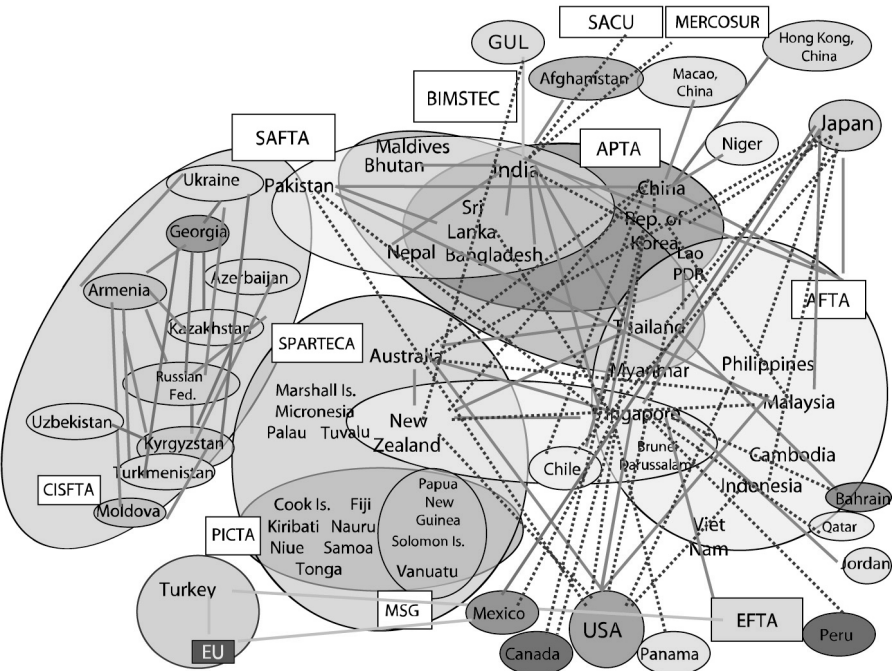 SACU
MERCOSUR
GUL
Hong Kong,
China
Afghanistan
Macao,
China
BIMSTEC
Japan
SAFTA
Maldives
Bhutan
APTA
Niger
Ukraine
Pakistan
India
China
Sri
Lanka
Rep. of
Korea
Georgia
Nepal
Bangladesh
Lao
PDR
Azerbaijan
Armenia
AFTA
Kazakhstan
SPARTECA
Thailand
Australia
Russian
Fed.
Myanmar
Philippines
Marshall Is.
Micronesia
Palau Tuvalu
Malaysia
Uzbekistan
New
Zealand
Singapore
Kyrgyzstan
Brunei
Darussalam
Cambodia
Turkmenistan
Chile
Indonesia
CISFTA
Moldova
Papua
New
Guinea
Bahrain
Cook Is. Fiji
Kiribati Nauru
Niue Samoa
Tonga
Solomon Is.
Vanuatu
PICTA
Viet
Nam
Qatar
Jordan
Turkey
MSG
Mexico
USA
EFTA
Peru
EU
Canada
Panama